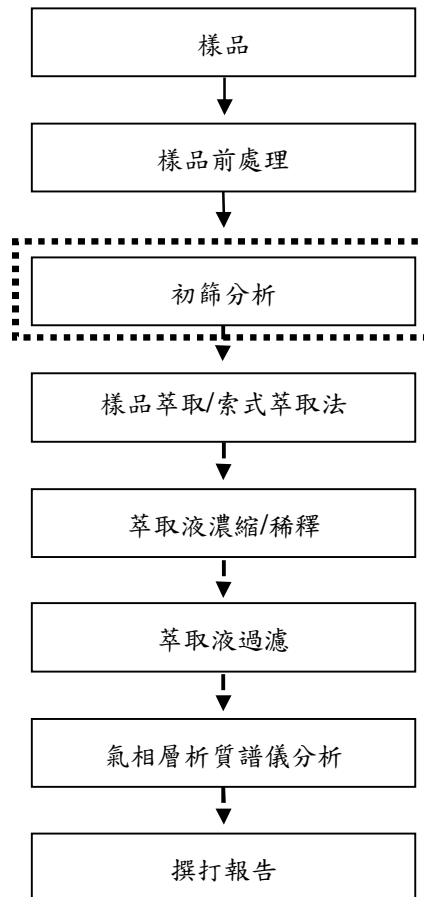 樣品
樣品前處理
初篩分析
樣品萃取/索式萃取法
萃取液濃縮/稀釋
萃取液過濾
氣相層析質譜儀分析
撰打報告